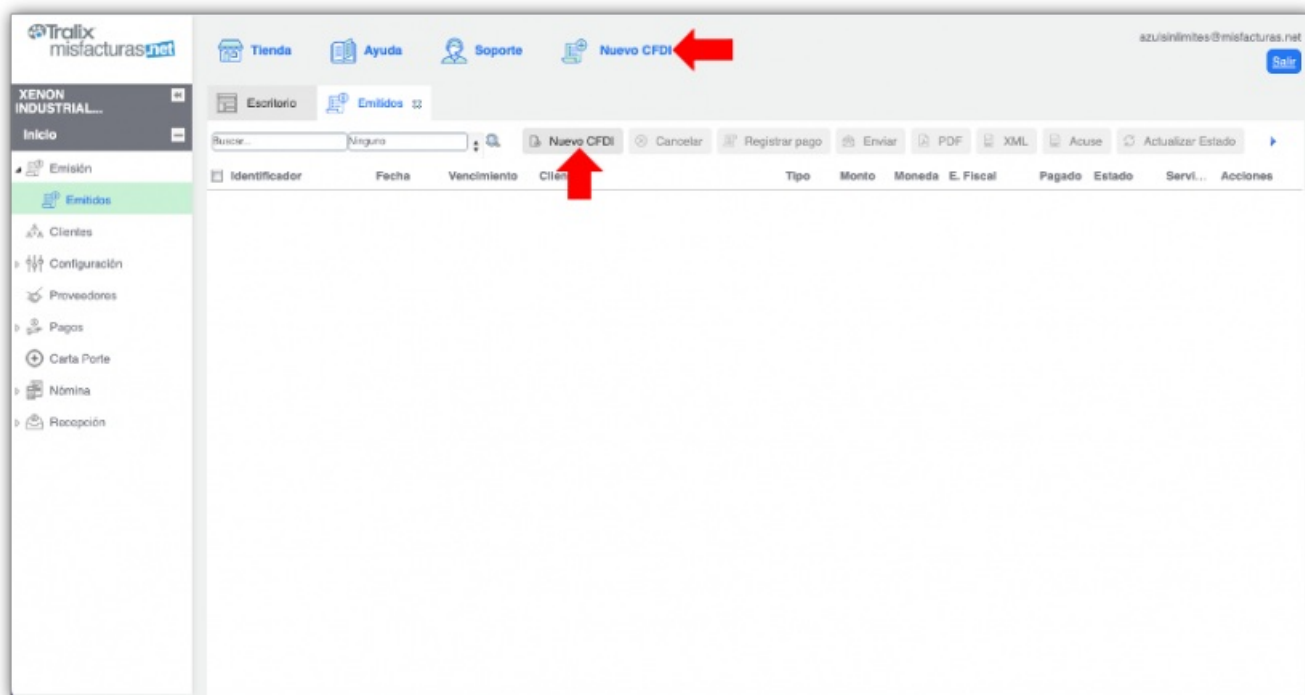 Tralix
misfacturas.net
Tienda
Ayuda
Soporte
Nuevo CFDI
azulsinlimites@misfacturas.net
Salir
XENON
INDUSTRIAL...
Inicio
Escritorio
Emitidos
Buscar...
Ninguno
Nuevo CFDI
Cancelar
Registrar pago
Enviar
PDF
XML
Acuse
Actualizar Estado
Identificador Fecha Vencimiento Tipo Monto Moneda E. Fiscal Pagado Estado Servi... Acciones
Emisión
Emitidos
Clientes
Configuración
Proveedores
Pagos
Carta Porte
Nómina
Recepción